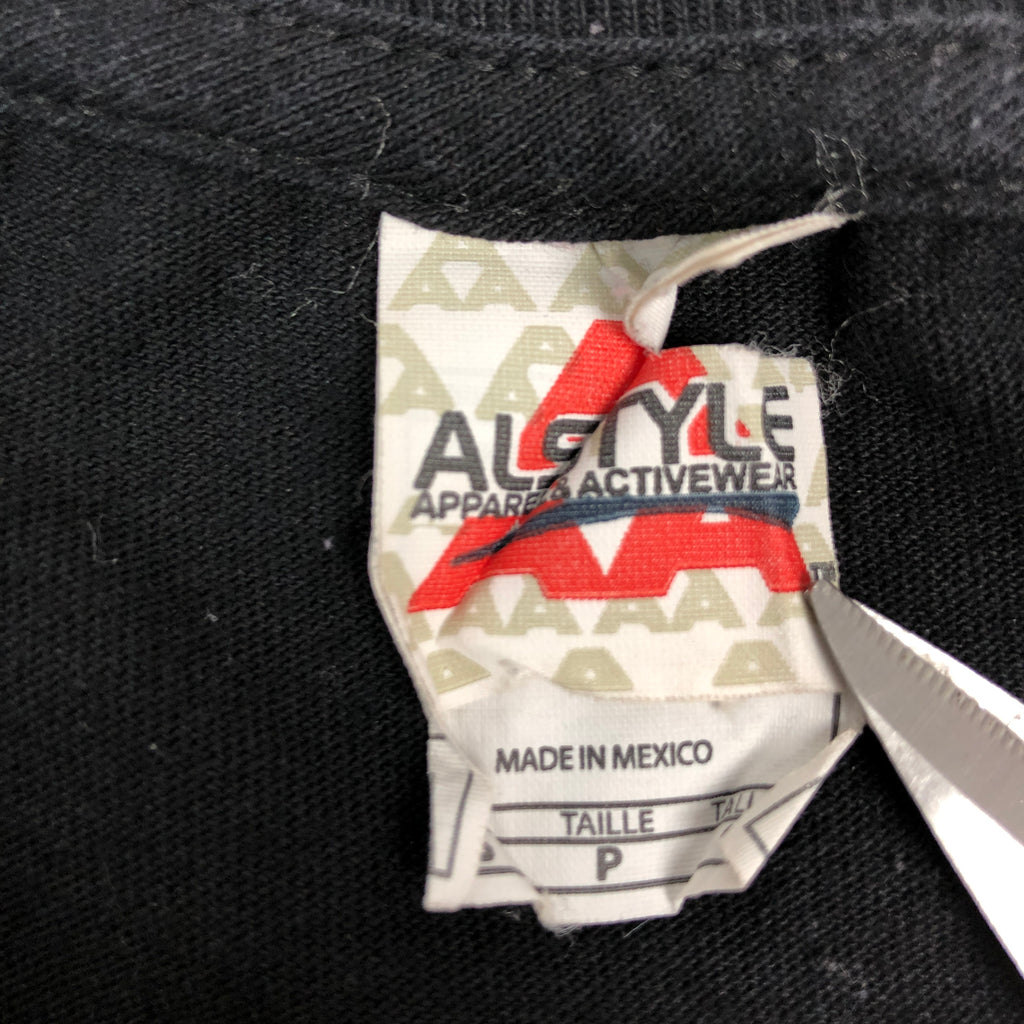 ALSTYLE
APPAREL & ACTIVEWEAR
MADE IN MEXICO
TAILLE
P